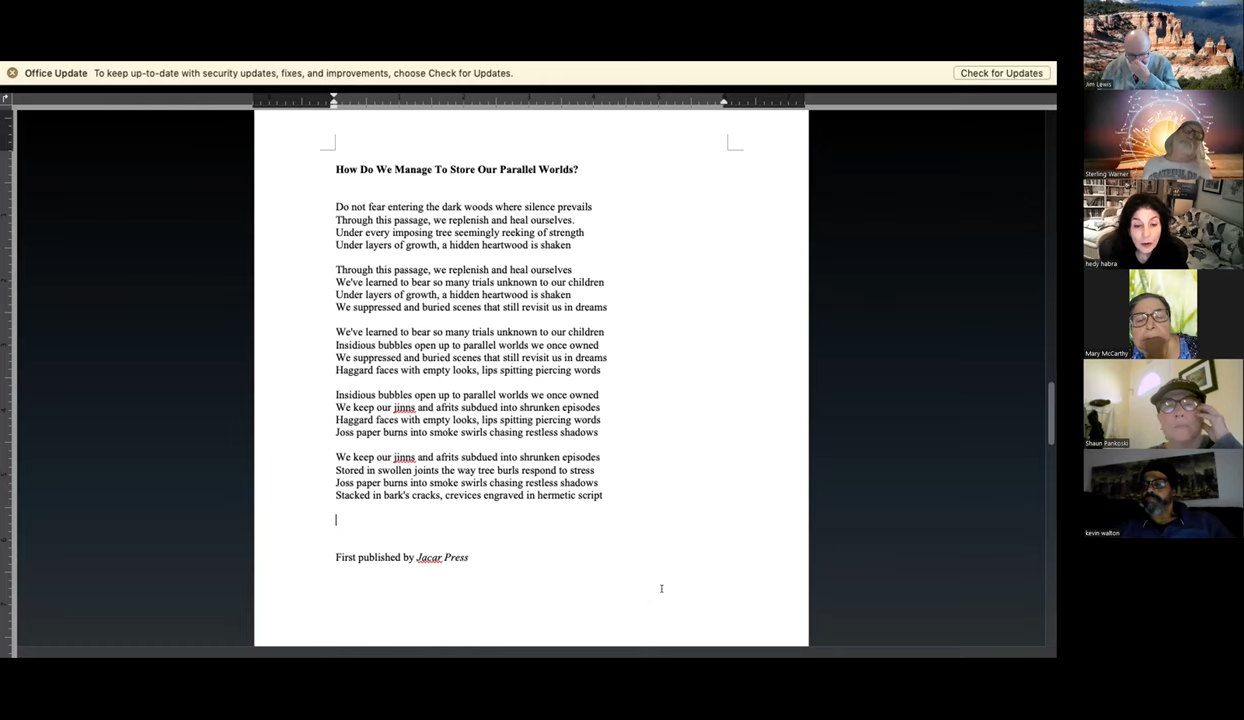 Office Update To keep up-to-date with security updates, fixes, and improvements, choose Check for Updates.
Check for Updates
How Do We Manage To Store Our Parallel Worlds?
Do not fear entering the dark woods where silence prevails
Through this passage, we replenish and heal ourselves.
Under every imposing tree seemingly reeking of strength
Under layers of growth, a hidden heartwood is shaken
Through this passage, we replenish and heal ourselves
We've learned to bear so many trials unknown to our children
Under layers of growth, a hidden heartwood is shaken
We suppressed and buried scenes that still revisit us in dreams
We've learned to bear so many trials unknown to our children
Insidious bubbles open up to parallel worlds we once owned
We suppressed and buried scenes that still revisit us in dreams
Haggard faces with empty looks, lips spitting piercing words
Insidious bubbles open up to parallel worlds we once owned
We keep our jinns and afrits subdued into shrunken episodes
Haggard faces with empty looks, lips spitting piercing words
Joss paper burns into smoke swirls chasing restless shadows
We keep our jinns and afrits subdued into shrunken episodes
Stored in swollen joints the way tree burls respond to stress
Joss paper burns into smoke swirls chasing restless shadows
Stacked in bark's cracks, crevices engraved in hermetic script
First published by Jacar Press
Jim Lewis
Sterling Warner
hedy habra
Mary McCarthy
Shaun Pankoski
kevin walton